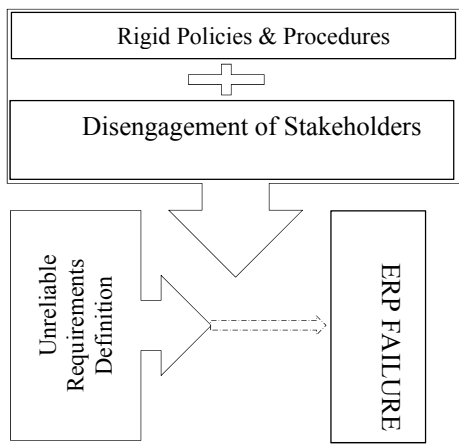 Rigid Policies & Procedures
Disengagement of Stakeholders
Unreliable
Requirements
Definition
ERP FAILURE